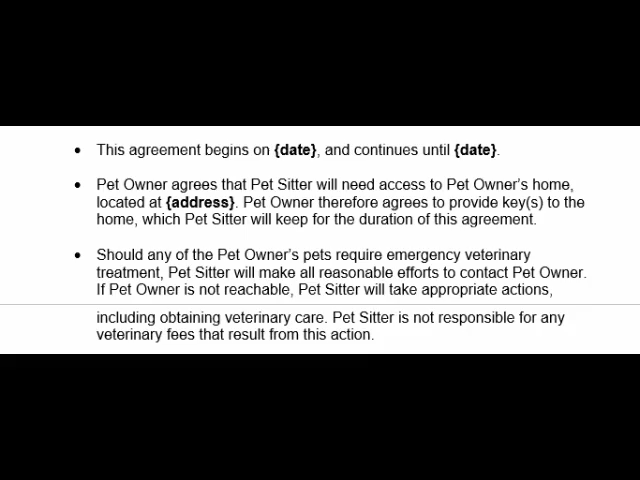 • This agreement begins on {date}, and continues until {date}.
• Pet Owner agrees that Pet Sitter will need access to Pet Owner's home,
located at {address}. Pet Owner therefore agrees to provide key(s) to the
home, which Pet Sitter will keep for the duration of this agreement.
• Should any of the Pet Owner's pets require emergency veterinary
treatment, Pet Sitter will make all reasonable efforts to contact Pet Owner.
If Pet Owner is not reachable, Pet Sitter will take appropriate actions,
including obtaining veterinary care. Pet Sitter is not responsible for any
veterinary fees that result from this action.